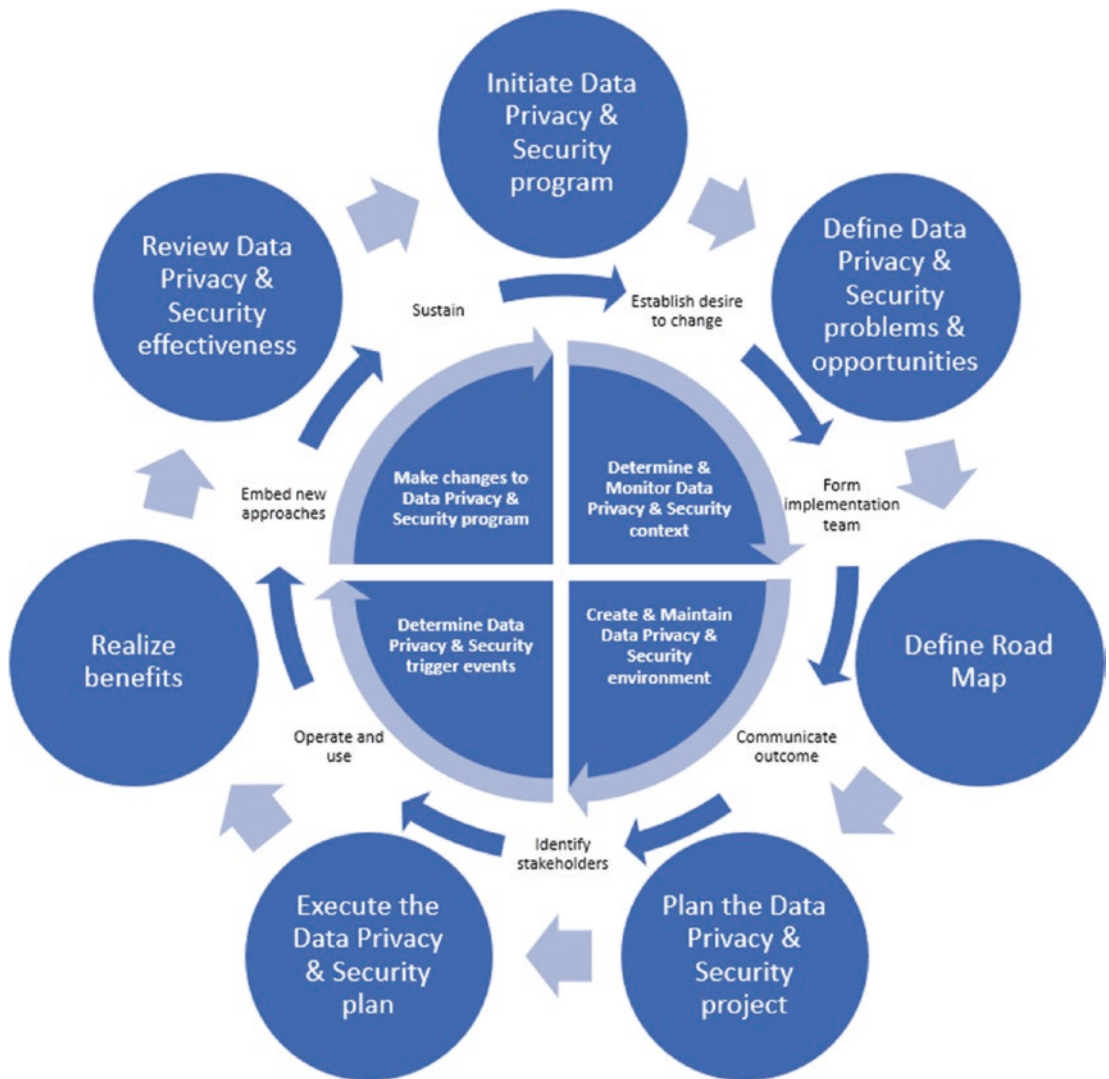 Initiate Data
Privacy &
Security
program
Define Data
Privacy &
Security
problems &
opportunities
Define Road
Map
Plan the Data
Privacy &
Security
project
Execute the
Data Privacy
& Security
plan
Realize
benefits
Review Data
Privacy &
Security
effectiveness
Sustain
Establish desire
to change
Form
implementation
team
Communicate
outcome
Identify
stakeholders
Operate and
use
Embed new
approaches
Make changes to
Data Privacy &
Security program
Determine &
Monitor Data
Privacy & Security
context
Create & Maintain
Data Privacy &
Security
environment
Determine Data
Privacy & Security
trigger events